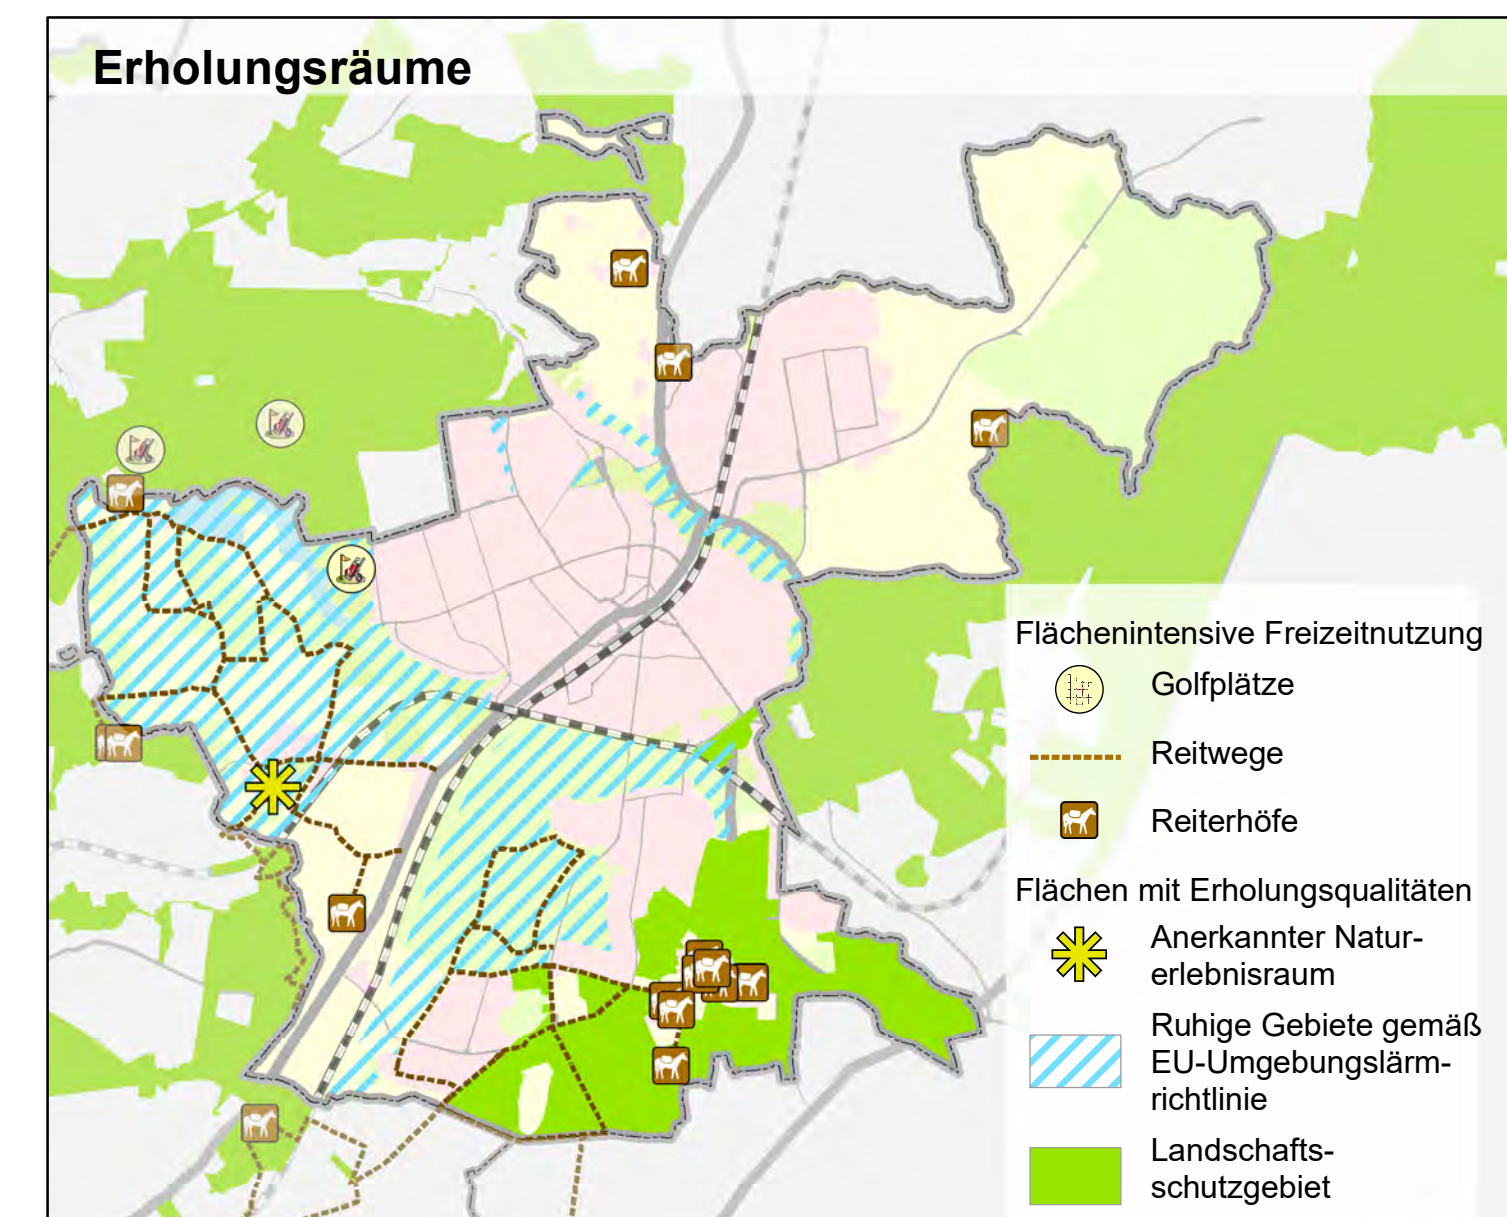 Erholungsräume
Flächenintensive Freizeitnutzung
Golfplätze
Reitwege
Reiterhöfe
Flächen mit Erholungsqualitäten
Anerkannter Natur-
erlebnisraum
Ruhige Gebiete gemäß
EU-Umgebungslärm-
richtlinie
Landschafts-
schutzgebiet